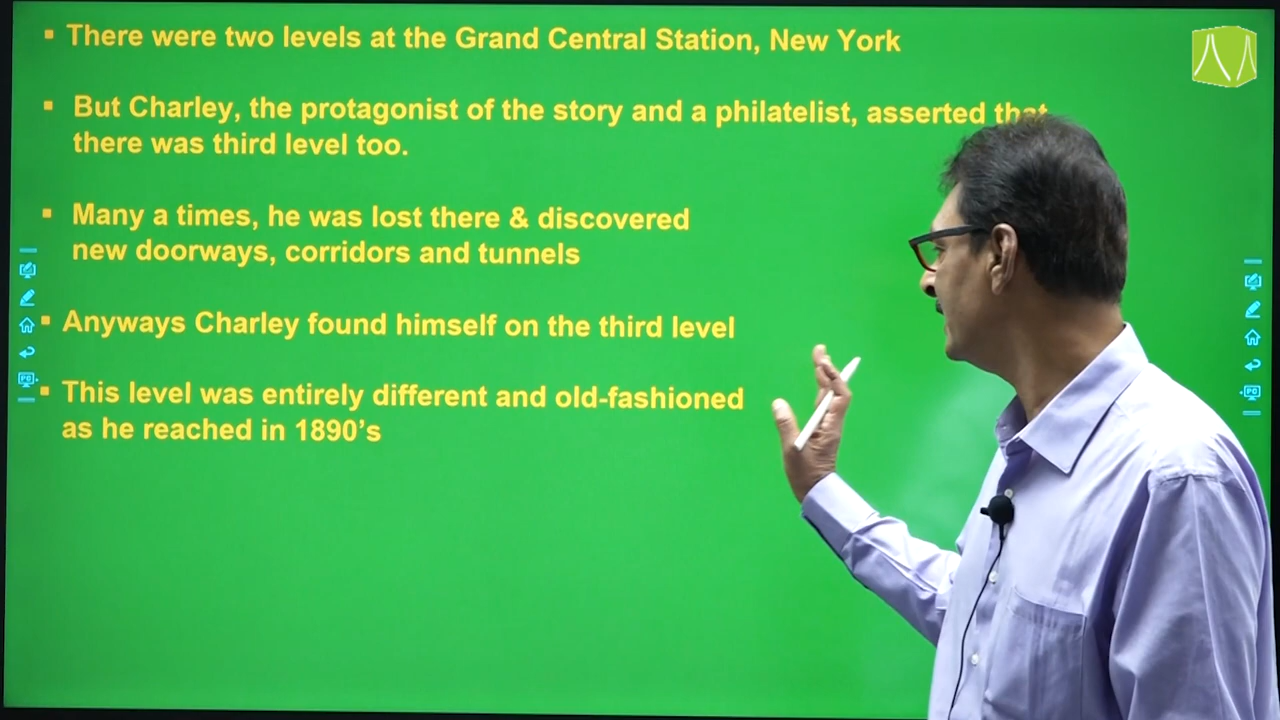 ▪ There were two levels at the Grand Central Station, New York
▪ But Charley, the protagonist of the story and a philatelist, asserted that
there was third level too.
▪ Many a times, he was lost there & discovered
new doorways, corridors and tunnels
▪ Anyways Charley found himself on the third level
▪ This level was entirely different and old-fashioned
as he reached in 1890's